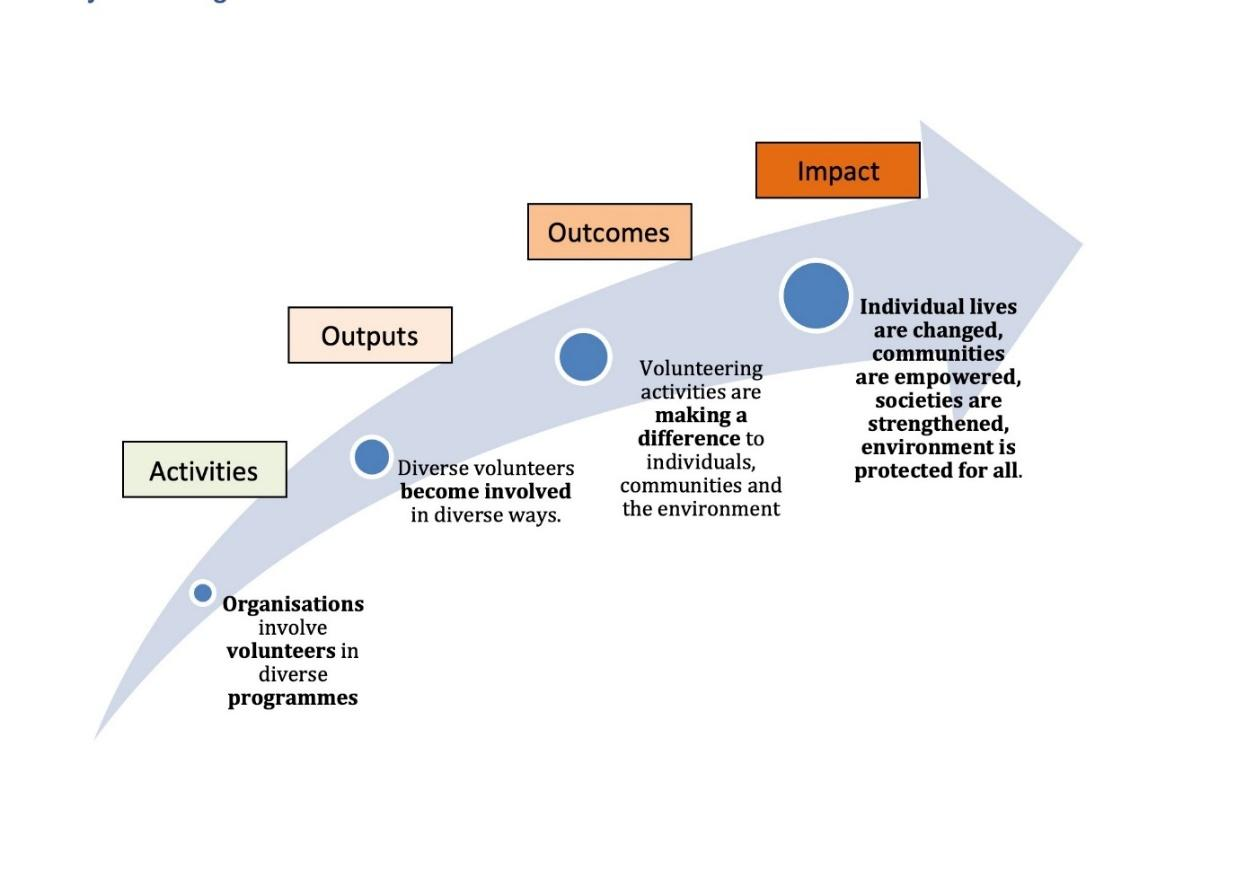 Impact
Outcomes
Outputs
Activities
Individual lives
are changed,
communities
are empowered,
societies are
strengthened,
environment is
protected for all.
Volunteering
activities are
making a
difference to
individuals,
communities and
the environment
Diverse volunteers
become involved
in diverse ways.
Organisations
involve
volunteers in
diverse
programmes